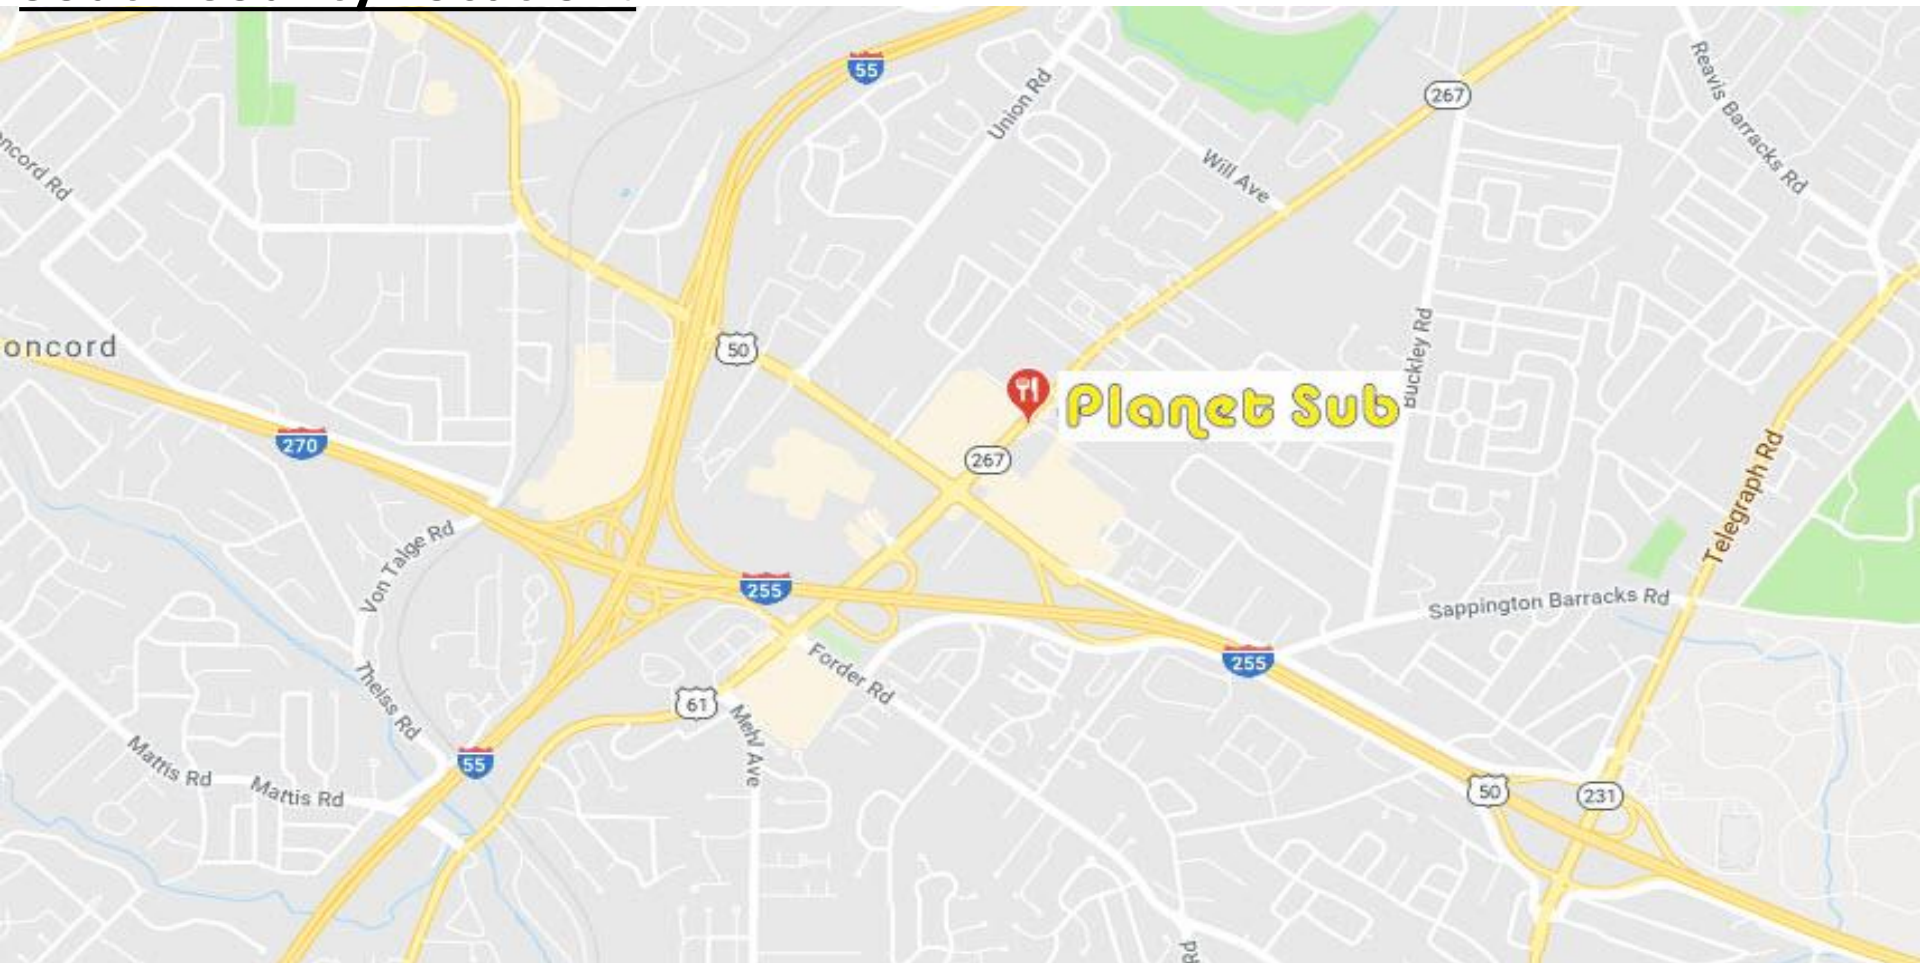 55
267
Union Rd
Reavis Barracks Rd
Will Ave
50
oncord
Buckley Rd
Planet Sub
270
267
Telegraph Rd
Von Talge Rd
255
Sappington Barracks Rd
Forder Rd
255
Theiss Rd
61
Mehl Ave
Mattis Rd
Mattis Rd
55
50
231
Rd